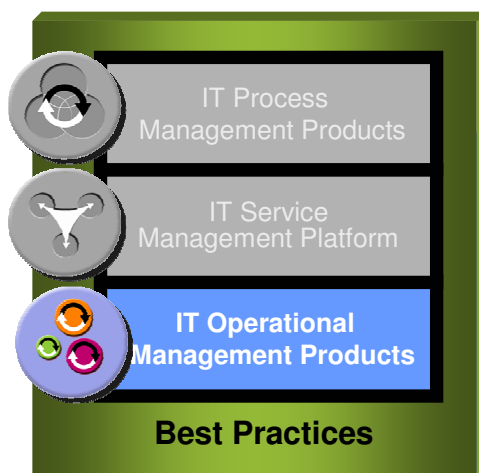 IT Process
Management Products
IT Service
Management Platform
IT Operational
Management Products
Best Practices